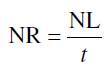 NR = NL/t